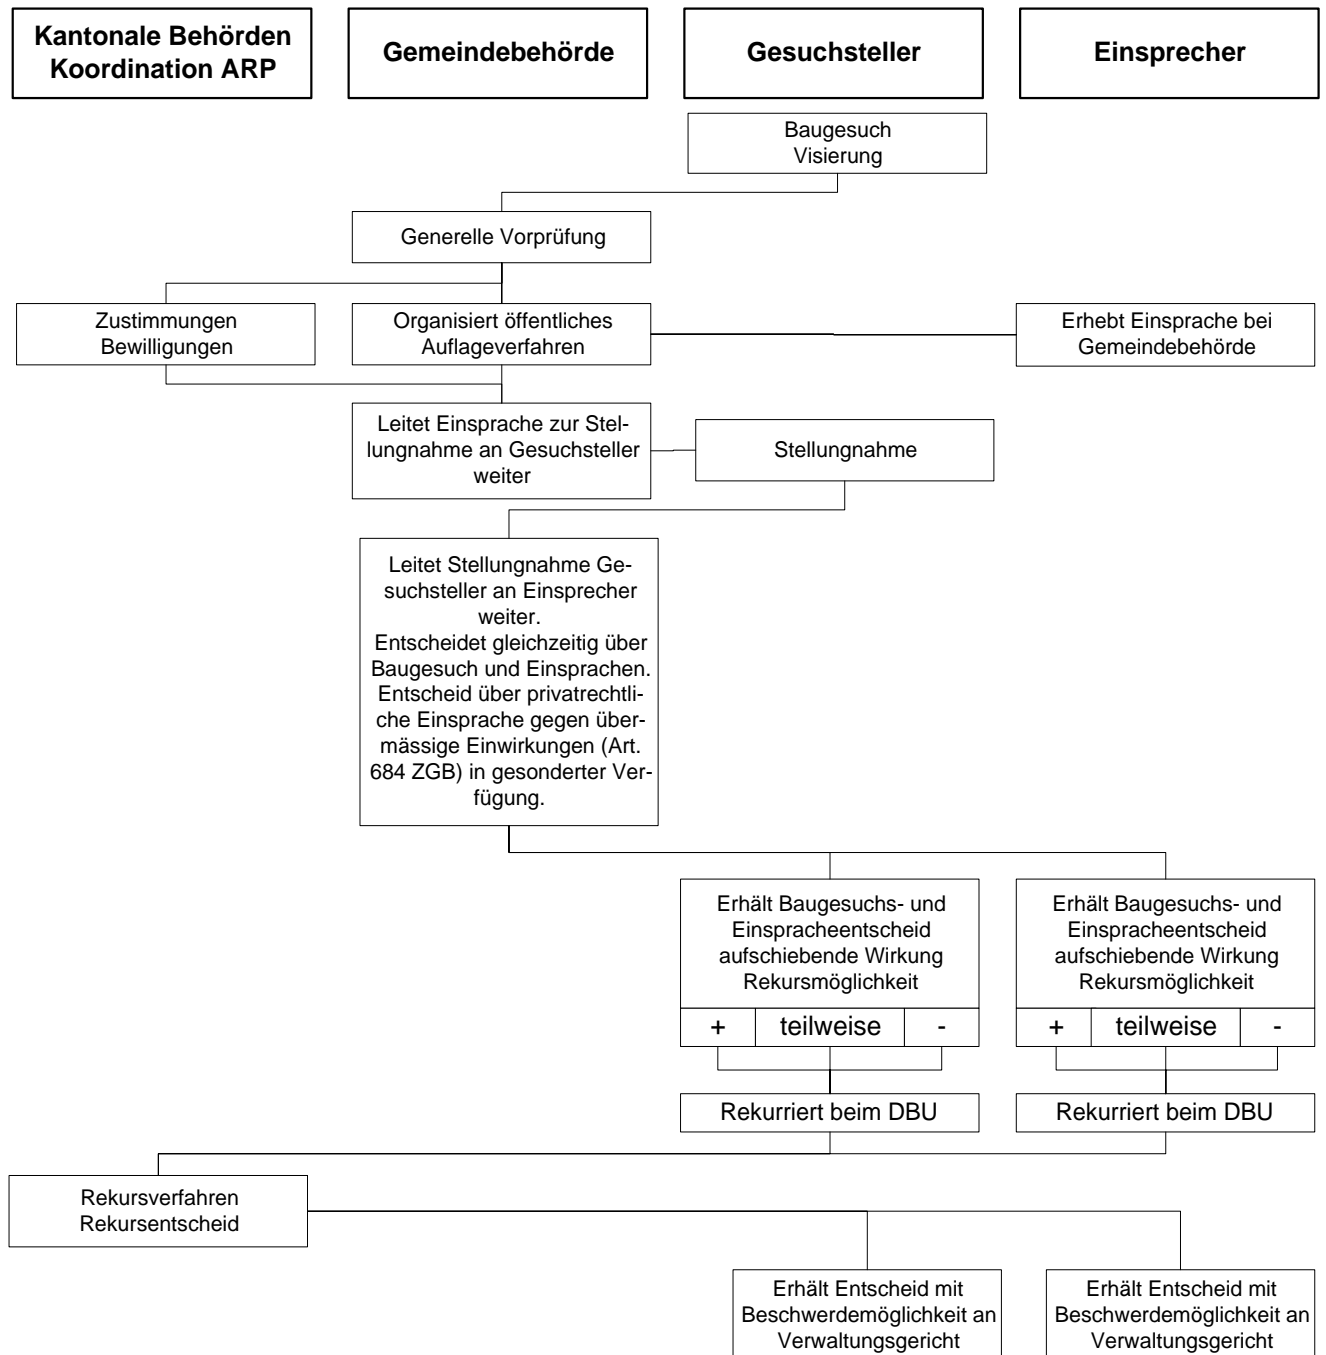 Kantonale Behörden
Koordination ARP
Gemeindebehörde
Gesuchsteller
Einsprecher
Baugesuch
Visierung
Generelle Vorprüfung
Zustimmungen
Bewilligungen
Organisiert öffentliches
Auflageverfahren
Erhebt Einsprache bei
Gemeindebehörde
Leitet Einsprache zur Stel-
lungnahme an Gesuchsteller
weiter
Stellungnahme
Leitet Stellungnahme Ge-
suchsteller an Einsprecher
weiter.
Entscheidet gleichzeitig über
Baugesuch und Einsprachen.
Entscheid über privatrechtli-
che Einsprache gegen über-
mässige Einwirkungen (Art.
684 ZGB) in gesonderter Ver-
fügung.
Erhält Baugesuchs- und
Einspracheentscheid
aufschiebende Wirkung
Rekursmöglichkeit
+ teilweise -
Erhält Baugesuchs- und
Einspracheentscheid
aufschiebende Wirkung
Rekursmöglichkeit
+ teilweise -
Rekurriert beim DBU
Rekurriert beim DBU
Rekursverfahren
Rekursentscheid
Erhält Entscheid mit
Beschwerdemöglichkeit an
Verwaltungsgericht
Erhält Entscheid mit
Beschwerdemöglichkeit an
Verwaltungsgericht